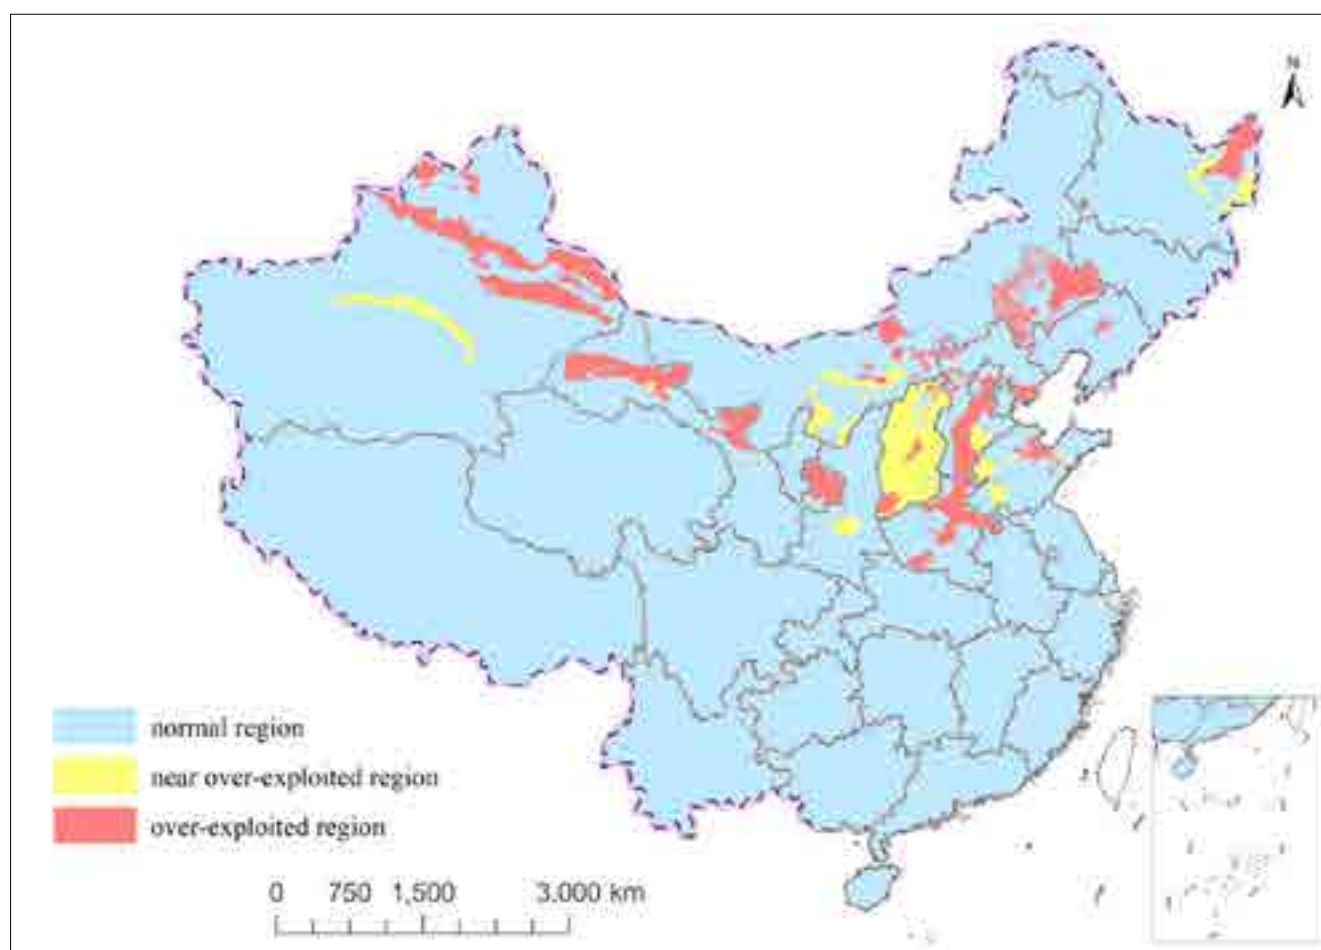 N
normal region
near over-exploited region
over-exploited region
0 750 1,500 3.000 km